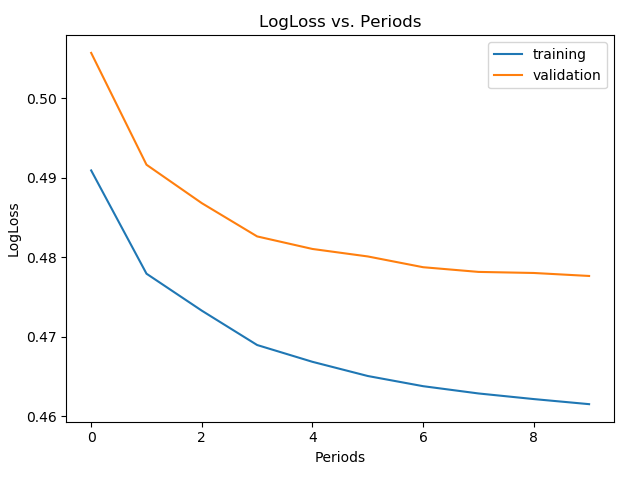 LogLoss vs. Periods
training
validation
0.50
0.49
0.48
0.47
0.46
LogLoss
0 2 4 6 8
Periods